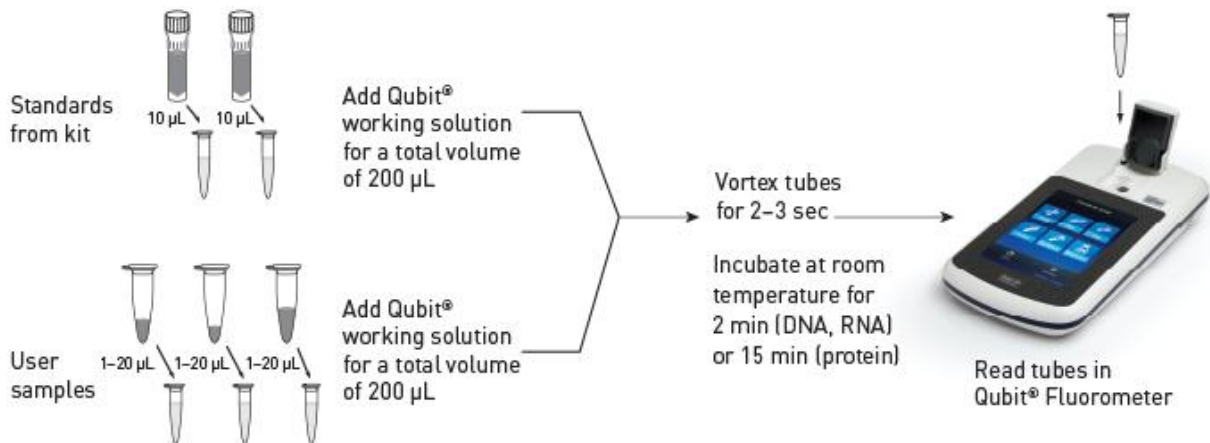 Standards
from kit
10 µL
10 µL
Add Qubit®
working solution
for a total volume
of 200 µL
User
samples
1–20 µL
1–20 µL
1–20 µL
Add Qubit®
working solution
for a total volume
of 200 µL
Vortex tubes
for 2–3 sec
Incubate at room
temperature for
2 min (DNA, RNA)
or 15 min (protein)
Read tubes in
Qubit® Fluorometer